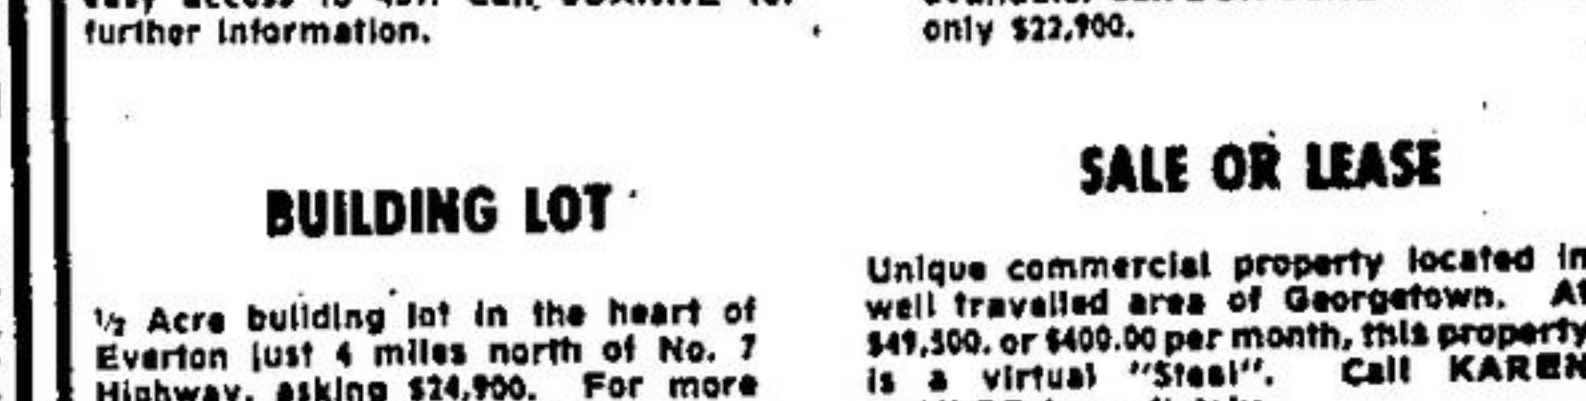 further information.
BUILDING LOT
½ Acre building lot in the heart of
Everton just 4 miles north of No. 7
Highway, asking $24,900. For more
only $22,900.
SALE OR LEASE
Unique commercial property located in
well travelled area of Georgetown. At
$49,500. or $400.00 per month, this property
is a virtual "Steal". Call KAREN